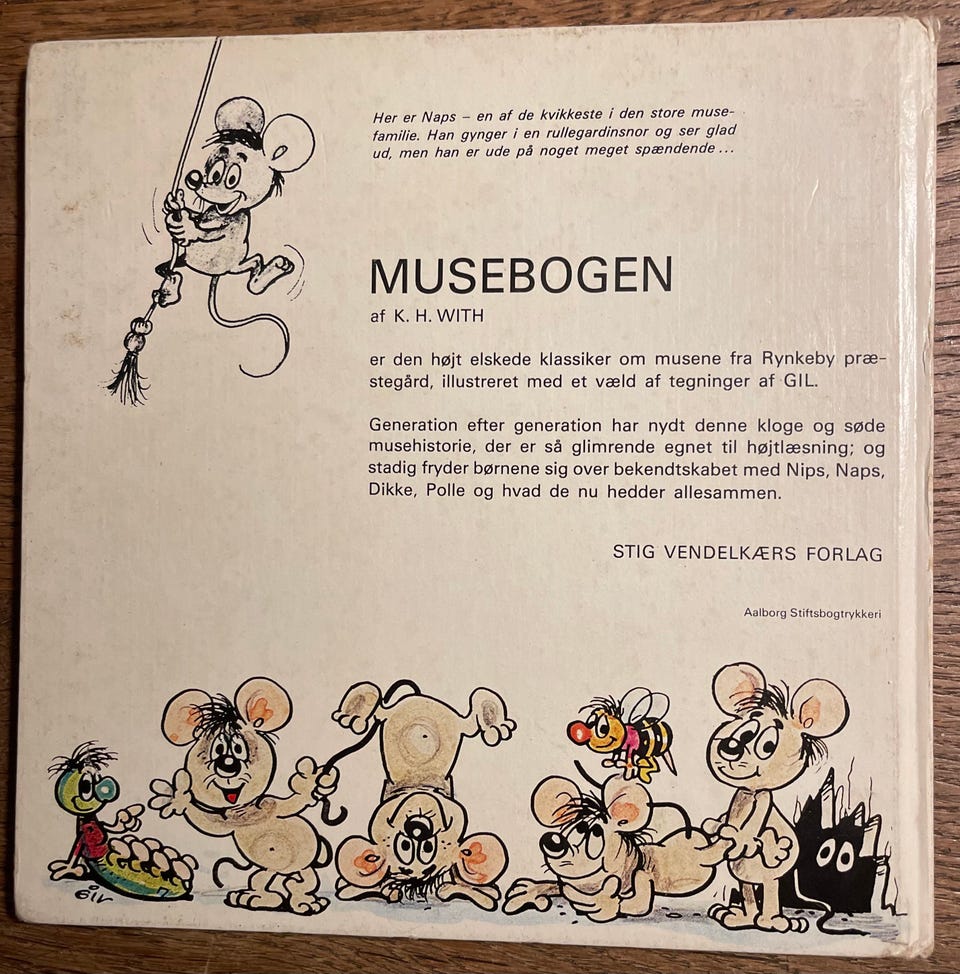 Her er Naps – en af de kvikkeste i den store muse-
familie. Han gynger i en rullegardinsnor og ser glad
ud, men han er ude på noget meget spændende ...
MUSEBOGEN
af K. H. WITH
er den højt elskede klassiker om musene fra Rynkeby præ-
stegård, illustreret med et væld af tegninger af GIL.
Generation efter generation har nydt denne kloge og søde
musehistorie, der er så glimrende egnet til højtlæsning; og
stadig fryder børnene sig over bekendtskabet med Nips, Naps,
Dikke, Polle og hvad de nu hedder allesammen.
STIG VENDELKÆRS FORLAG
Aalborg Stiftsbogtrykkeri
GIL